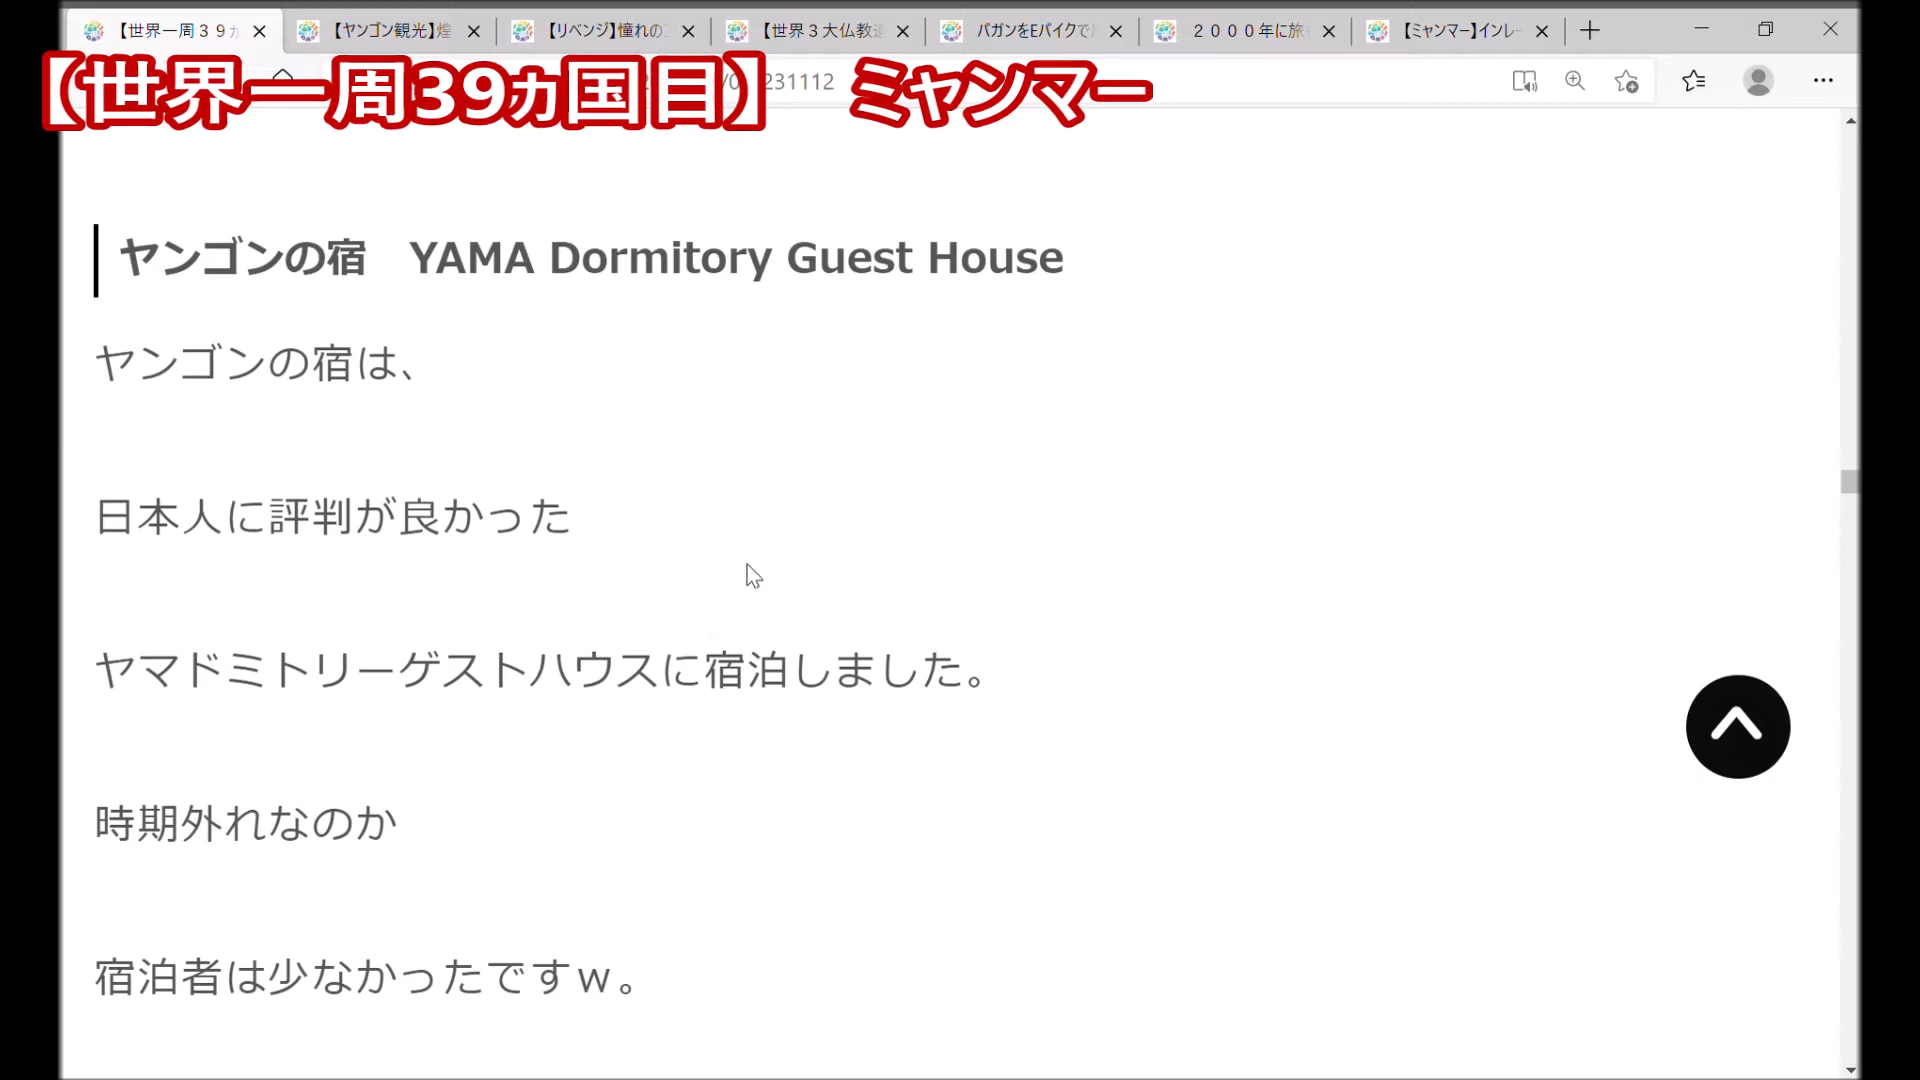 【世界一周３９カ
【ヤンゴン観光】煌
【リベンジ】憧れの
【世界３大仏教遺
バガンをEバイクで
２０００年に旅
【ミャンマー】インレー
231112
【世界一周39ヵ国目】　ミャンマー
ヤンゴンの宿　YAMA Dormitory Guest House
ヤンゴンの宿は、
日本人に評判が良かった
ヤマドミトリーゲストハウスに宿泊しました。
時期外れなのか
宿泊者は少なかったですｗ。